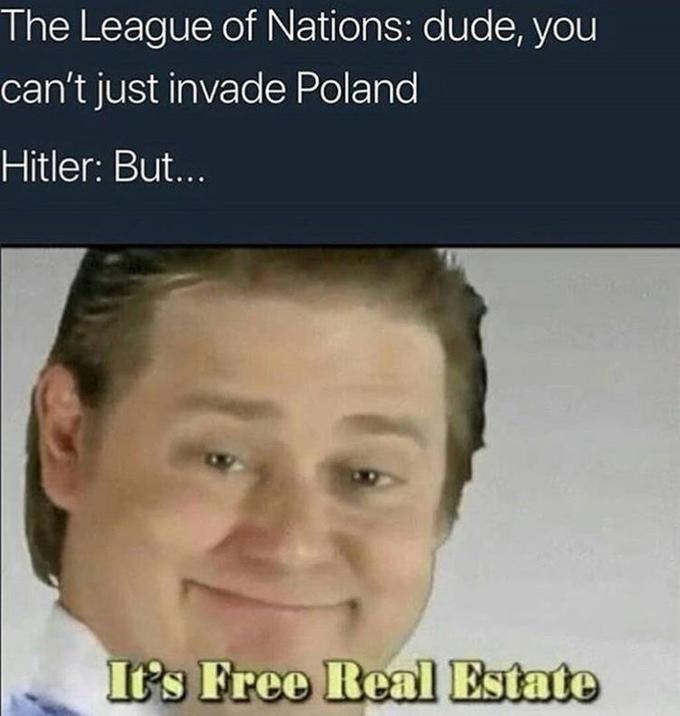 The League of Nations: dude, you
can't just invade Poland
Hitler: But...
It's Free Real Estate